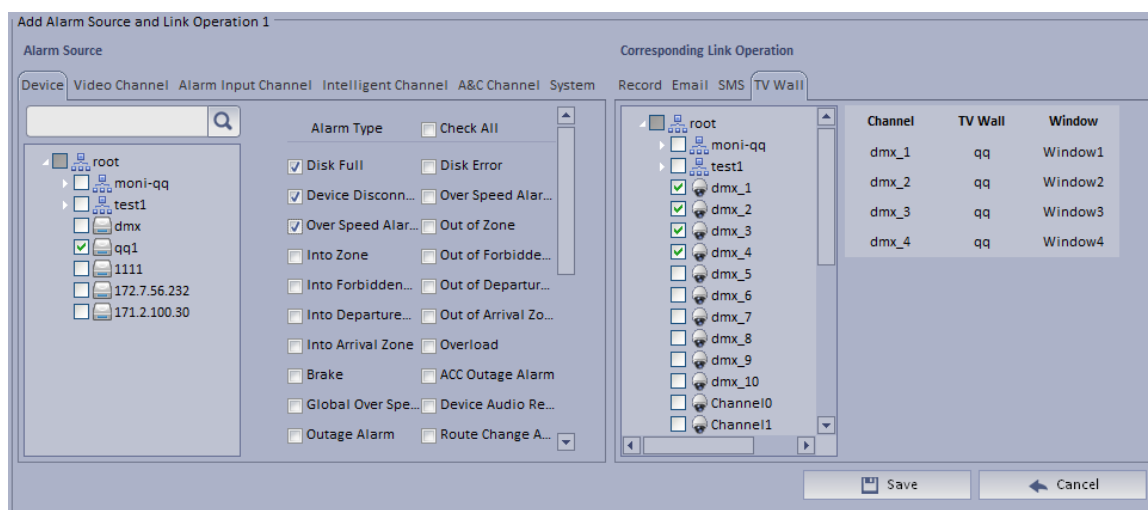 Add Alarm Source and Link Operation 1
Alarm Source
Device Video Channel Alarm Input Channel Intelligent Channel A&C Channel System
root
moni-qq
test1
dmx
qq1
1111
172.7.56.232
171.2.100.30
Alarm Type Check All
Disk Full Disk Error
Device Disconn... Over Speed Alar...
Over Speed Alar... Out of Zone
Into Zone Out of Forbidde...
Into Forbidden... Out of Departur...
Into Departure... Out of Arrival Zo...
Into Arrival Zone Overload
Brake ACC Outage Alarm
Global Over Spe... Device Audio Re...
Outage Alarm Route Change A...
Corresponding Link Operation
Record Email SMS TV Wall
root
moni-qq
test1
dmx_1
dmx_2
dmx_3
dmx_4
dmx_5
dmx_6
dmx_7
dmx_8
dmx_9
dmx_10
Channel0
Channel1
Channel TV Wall Window
dmx_1 qq Window1
dmx_2 qq Window2
dmx_3 qq Window3
dmx_4 qq Window4
Save Cancel